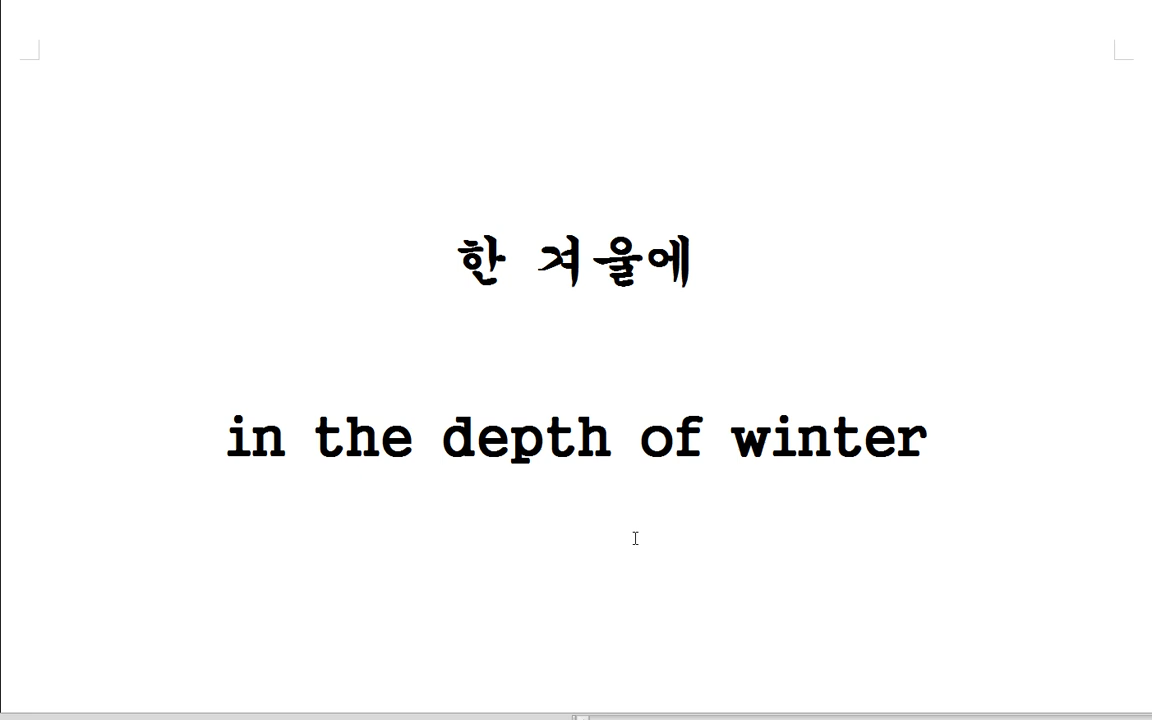 한 겨울에
in the depth of winter